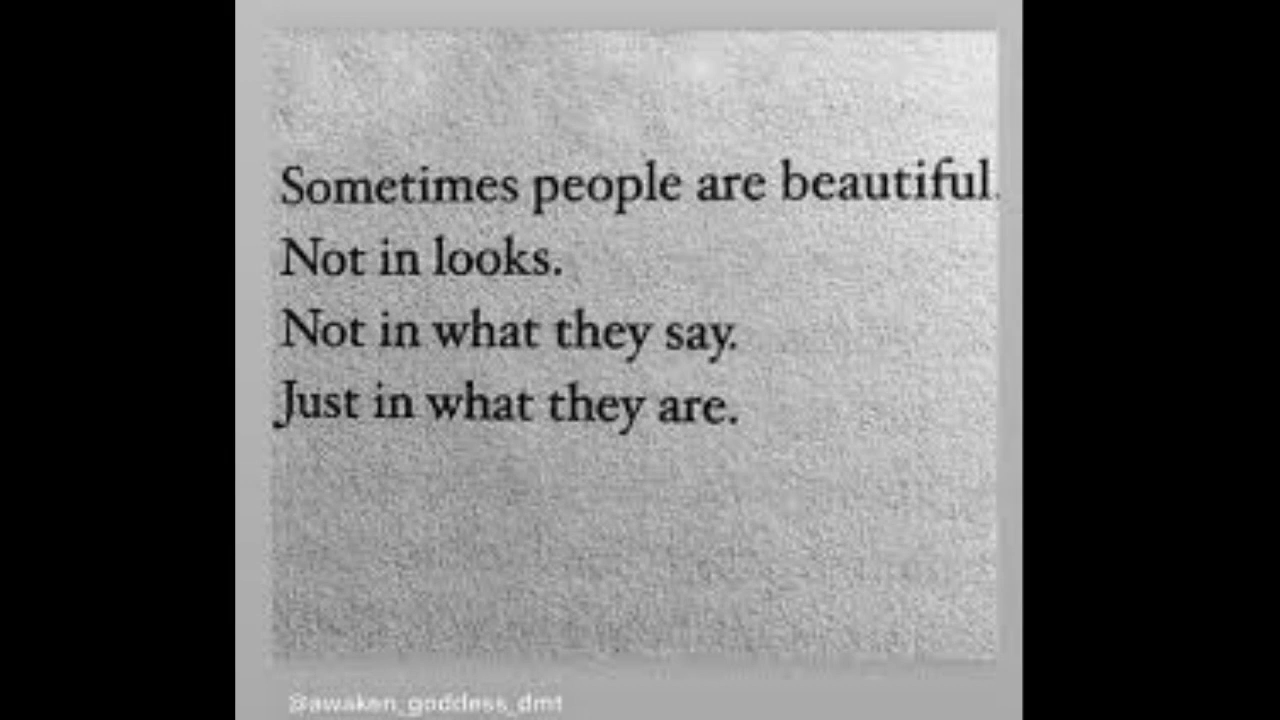 Sometimes people are beautiful.
Not in looks.
Not in what they say.
Just in what they are.
@awaken_goddess_dmt